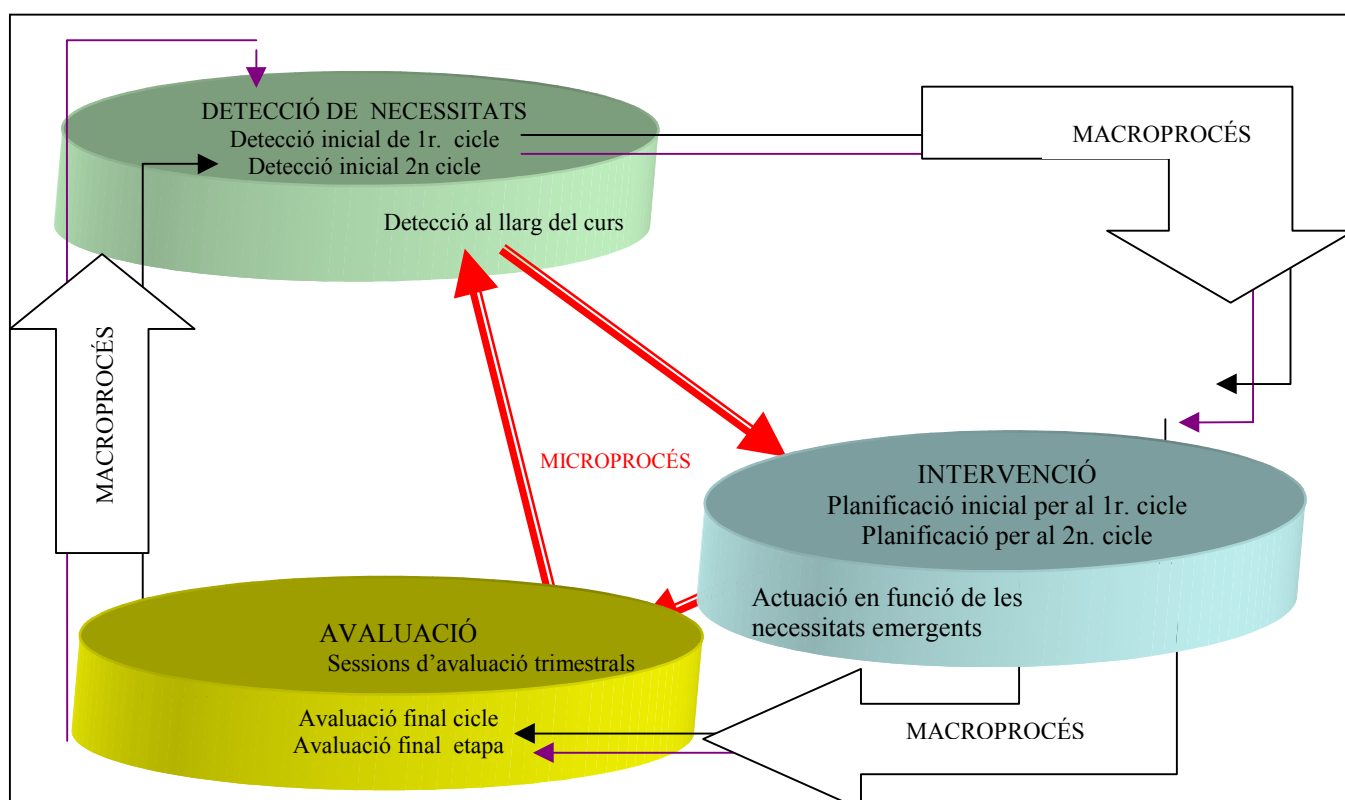 DETECCIÓ DE NECESSITATS
Detecció inicial de 1r. cicle
Detecció inicial 2n cicle
Detecció al llarg del curs
MACROPROCÉS
MACROPROCÉS
MICROPROCÉS
INTERVENCIÓ
Planificació inicial per al 1r. cicle
Planificació per al 2n. cicle
Actuació en funció de les
necessitats emergents
AVALUACIÓ
Sessions d’avaluació trimestrals
Avaluació final cicle
Avaluació final etapa
MACROPROCÉS